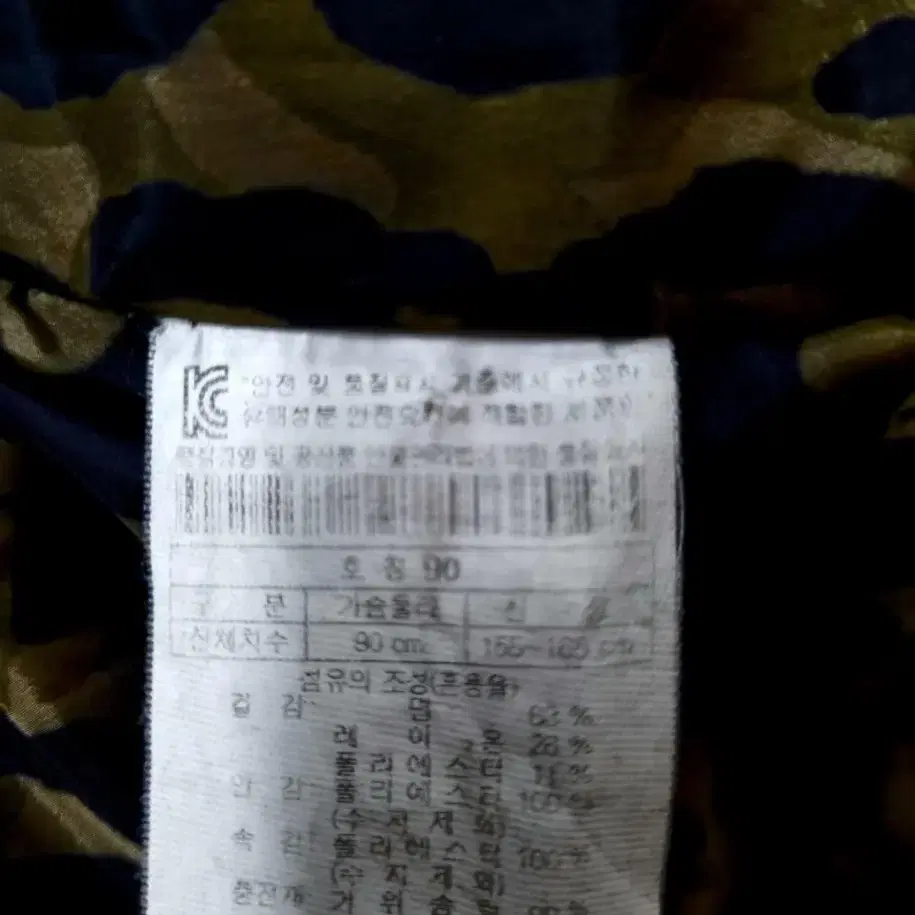 "안전 및 품질표시 기준에서 규정한
유해성분 안전요건에 적합한 제품"
호 칭 90
구 분 가슴둘레 신 장
신체치수 90 cm 155~165 cm
섬유의 조성(혼용율)
겉 감: 면 63 %
레 이 온 26 %
폴 리 에 스 터 11 %
안 감: 폴 리 에 스 터 100 %
(수 지 제 외)
속 감: 폴 리 에 스 터 100 %
(수 지 제 외)
충전재 거 위 솜 털